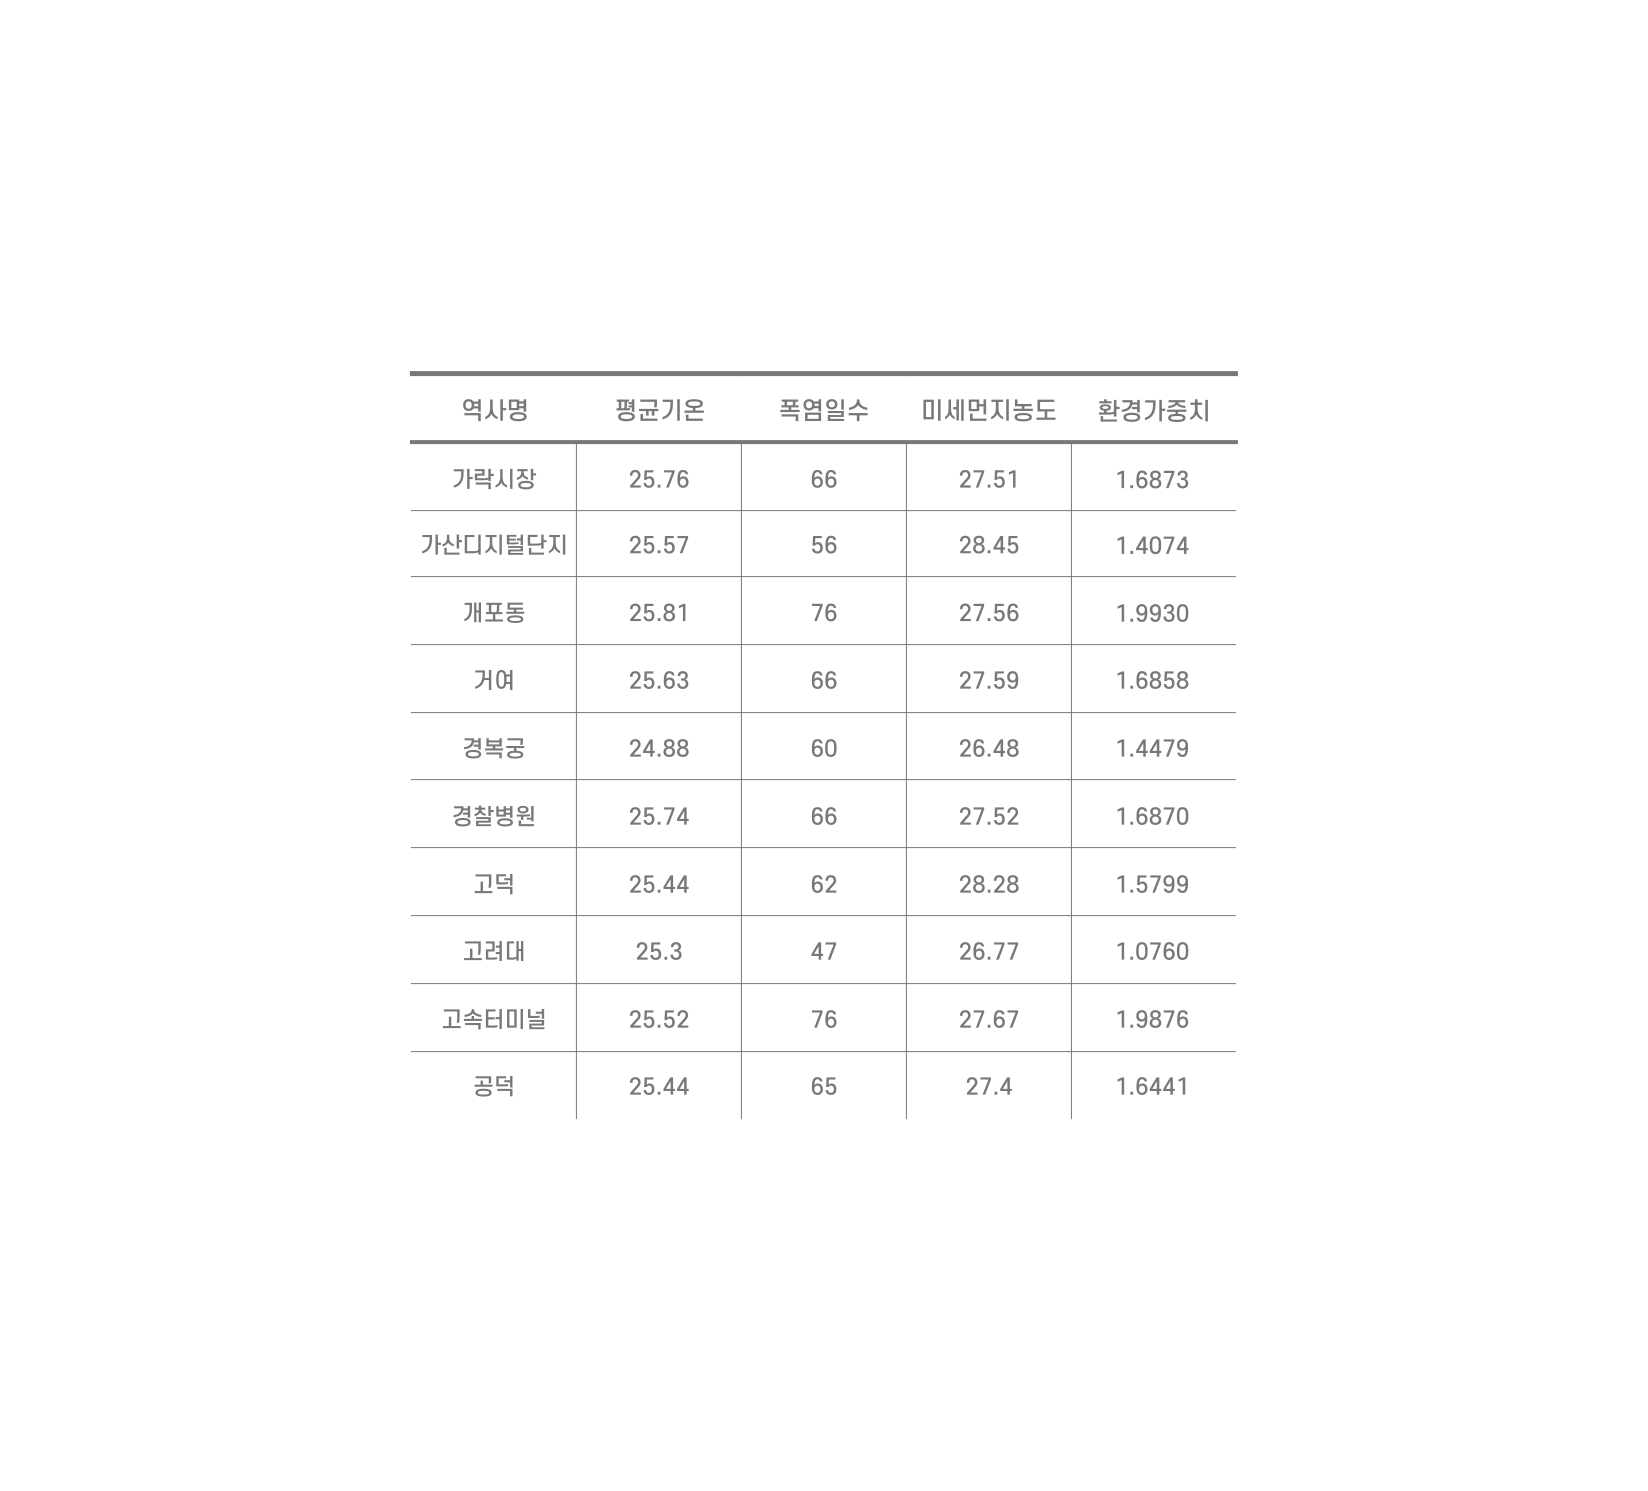 역사명 평균기온 폭염일수 미세먼지농도 환경가중치
가락시장 25.76 66 27.51 1.6873
가산디지털단지 25.57 56 28.45 1.4074
개포동 25.81 76 27.56 1.9930
거여 25.63 66 27.59 1.6858
경복궁 24.88 60 26.48 1.4479
경찰병원 25.74 66 27.52 1.6870
고덕 25.44 62 28.28 1.5799
고려대 25.3 47 26.77 1.0760
고속터미널 25.52 76 27.67 1.9876
공덕 25.44 65 27.4 1.6441